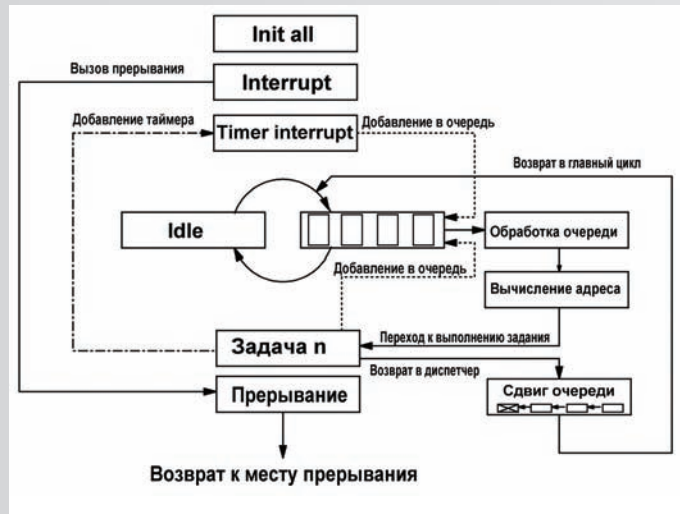 Init all
Вызов прерывания
Interrupt
Добавление таймера
Timer interrupt
Добавление в очередь
Возврат в главный цикл
Idle
Обработка очереди
Добавление в очередь
Вычисление адреса
Задача n
Переход к выполнению задания
Возврат в диспетчер
Прерывание
Сдвиг очереди
Возврат к месту прерывания